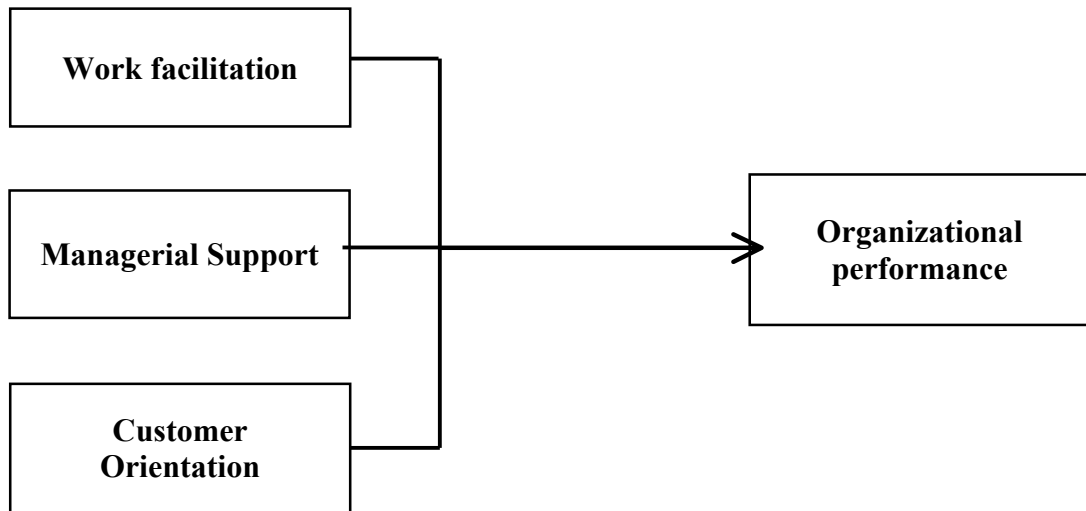 Work facilitation
Managerial Support
Organizational
performance
Customer
Orientation